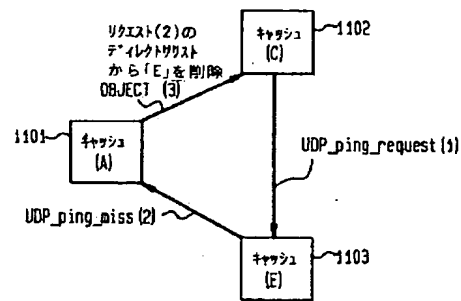 リクエスト(2)の
ディレクトリリスト
から「E」を削除
OBJECT (3)
キャッシュ
(C)
1102
1101
キャッシュ
(A)
UDP_ping_request(1)
UDP_ping_miss(2)
キャッシュ
(E)
1103